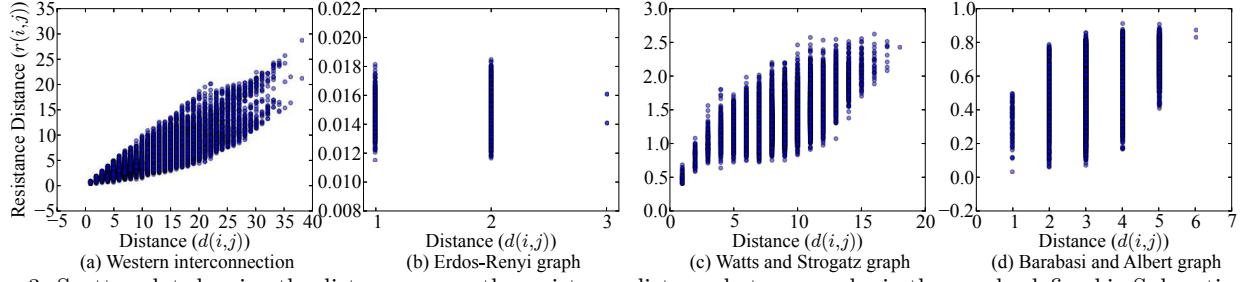 Resistance Distance (r(i,j))
35
30
25
20
15
10
5
0
−5
−5 0 5 10 15 20 25 30 35 40
Distance (d(i,j))
(a) Western interconnection
0.022
0.020
0.018
0.016
0.014
0.012
0.010
0.008
1 2 3
Distance (d(i,j))
(b) Erdos-Renyi graph
3.0
2.5
2.0
1.5
1.0
0.5
0.0
0 5 10 15 20
Distance (d(i,j))
(c) Watts and Strogatz graph
1.0
0.8
0.6
0.4
0.2
0.0
−0.2
0 1 2 3 4 5 6 7
Distance (d(i,j))
(d) Barabasi and Albert graph